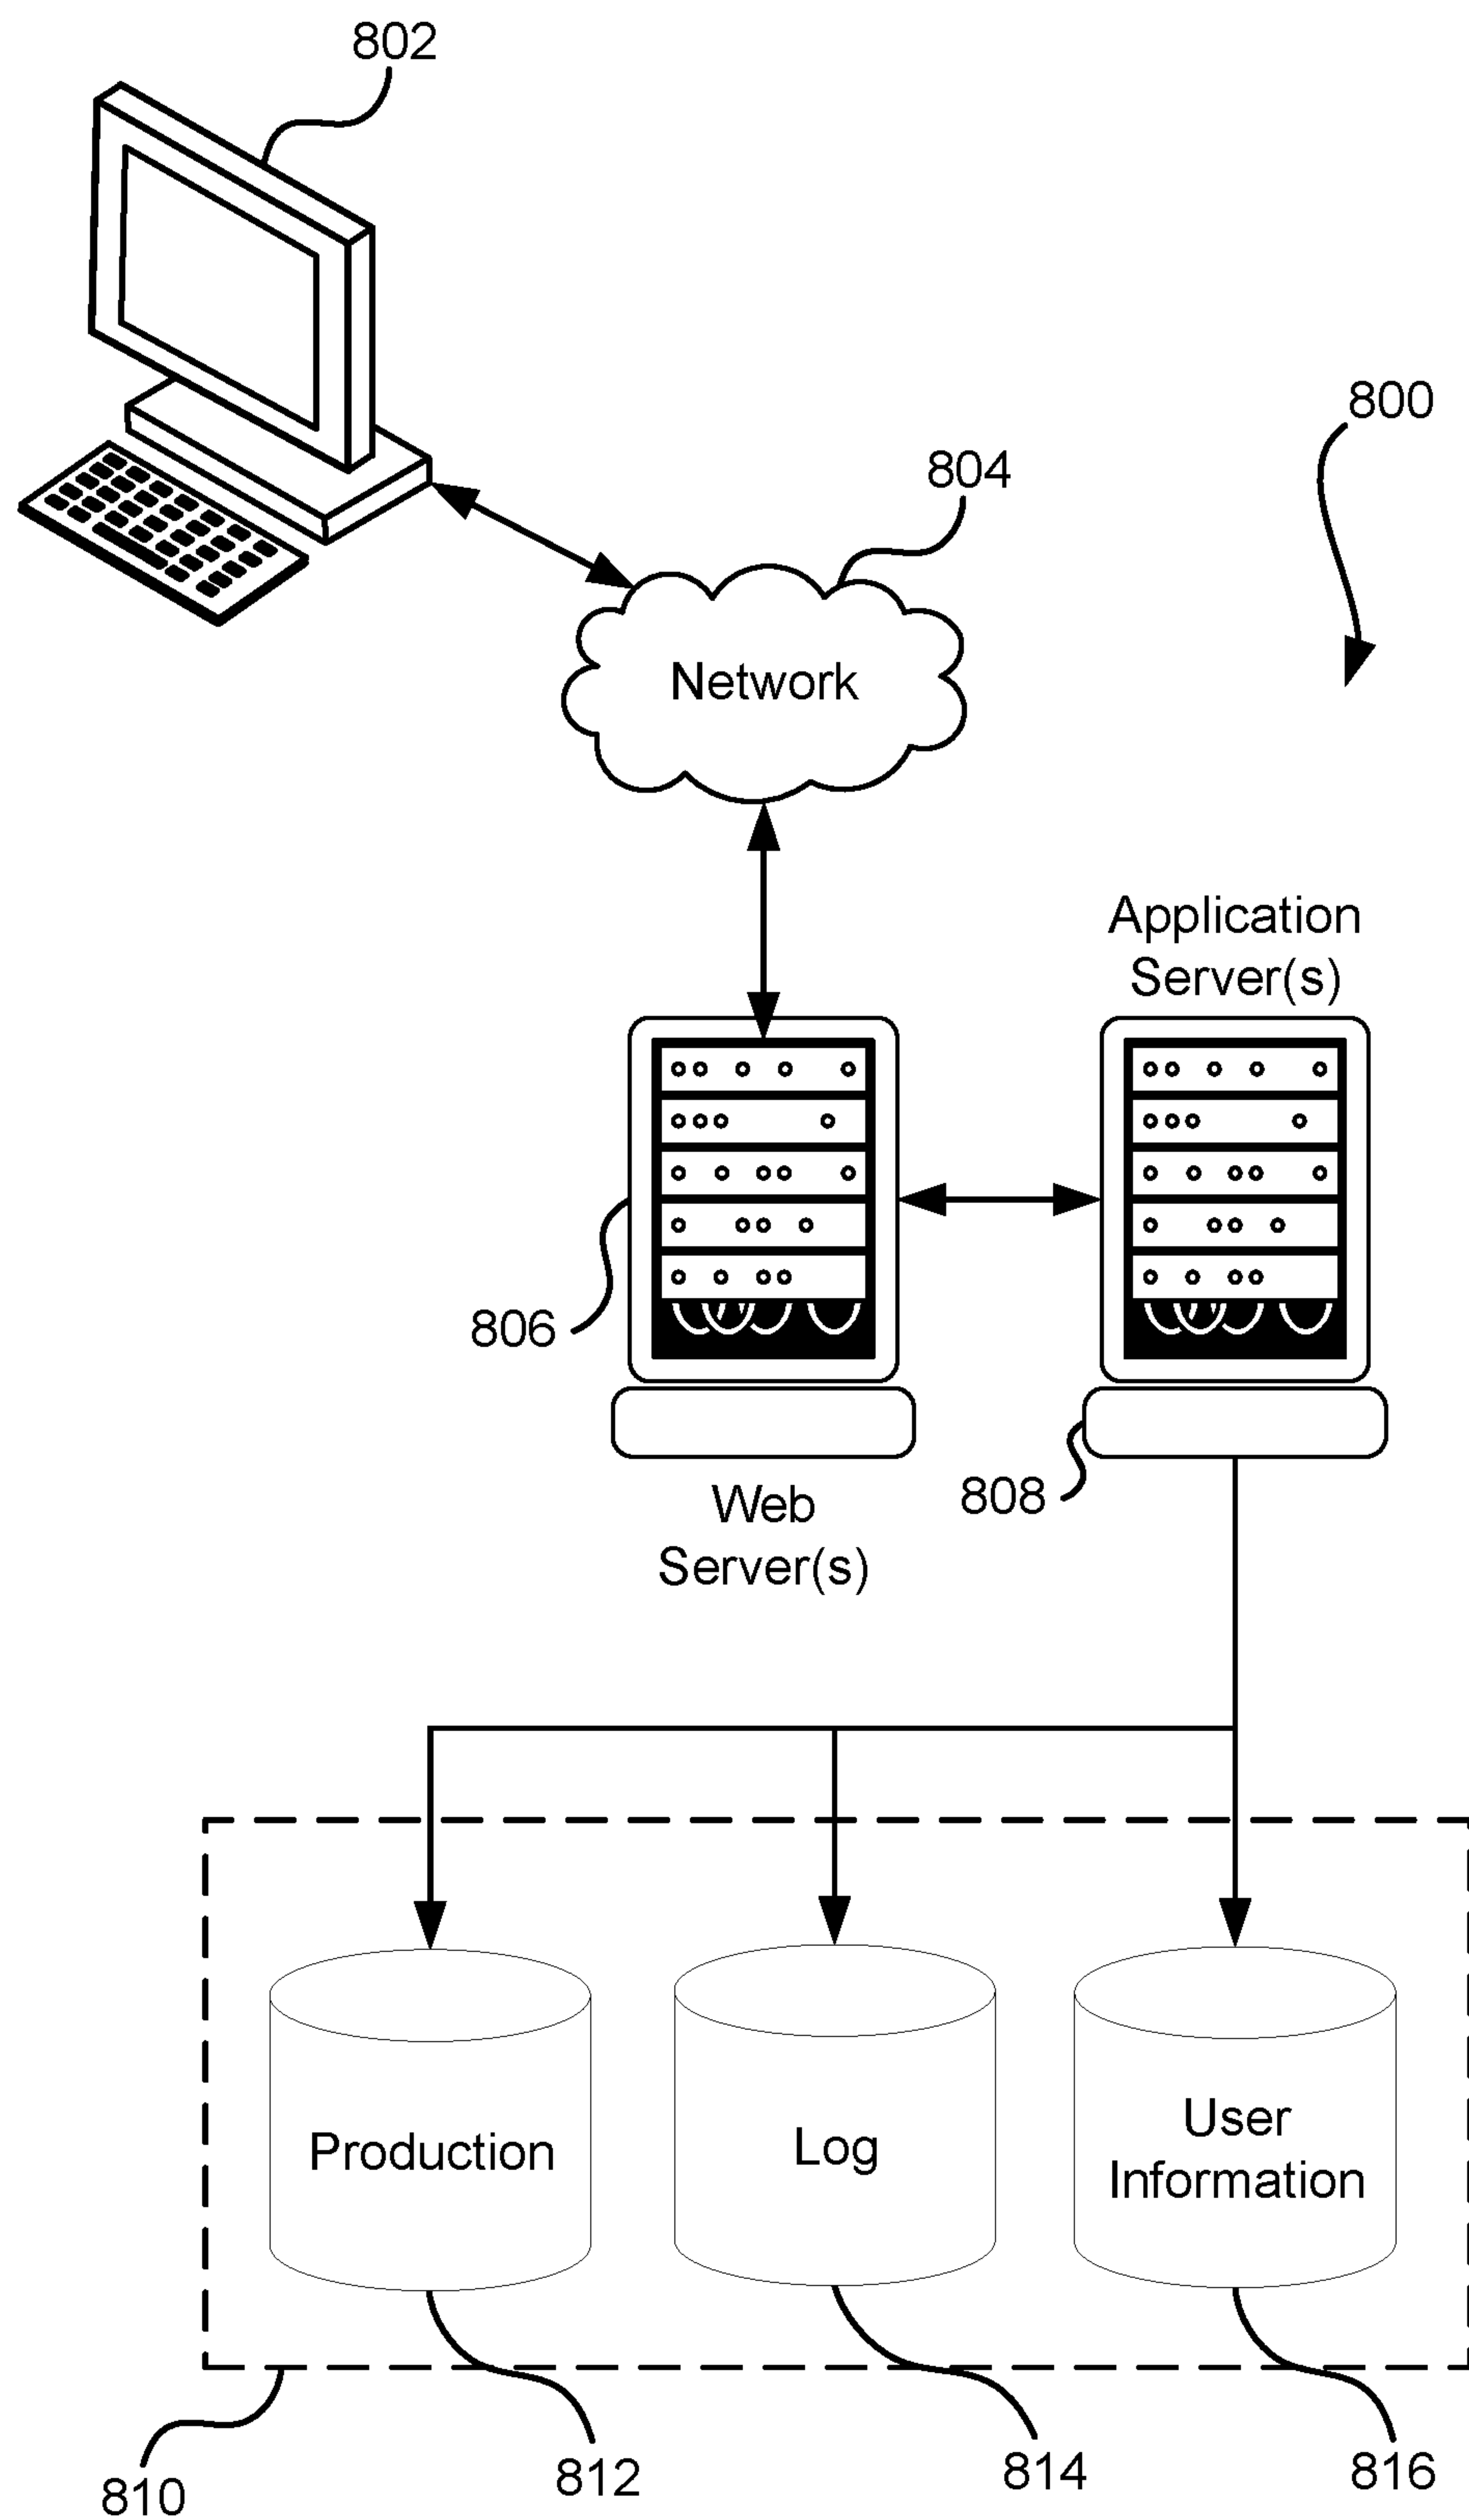 802
800
804
Network
Application
Server(s)
806
808
Web
Server(s)
Production
Log
User
Information
810
812
814
816